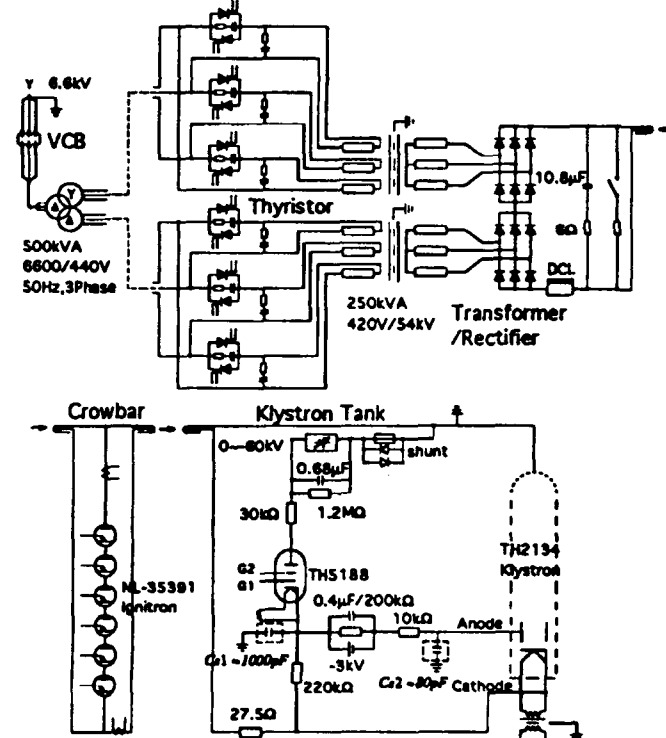 Y 6.6kV
VCB
Y
Δ
Δ
500kVA
6600/440V
50Hz,3Phase
Thyristor
250kVA
420V/54kV
10.8μF
6Ω
DCL
Transformer
/Rectifier
Crowbar
NL-35391
Ignitron
Klystron Tank
0~60kV
shunt
0.68μF
30kΩ
1.2MΩ
G2
G1
TH5188
0.4μF/200kΩ
10kΩ
Anode
TH2134
Klystron
Cs1 ≈1000pF
-3kV
Cs2 ≈80pF
Cathode
220kΩ
27.5Ω